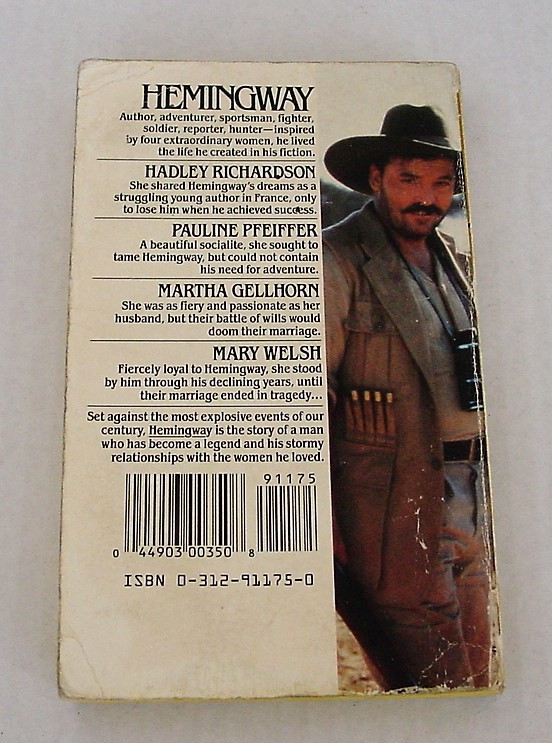 HEMINGWAY
Author, adventurer, sportsman, fighter,
soldier, reporter, hunter—inspired
by four extraordinary women, he lived
the life he created in his fiction.
HADLEY RICHARDSON
She shared Hemingway's dreams as a
struggling young author in France, only
to lose him when he achieved success.
PAULINE PFEIFFER
A beautiful socialite, she sought to
tame Hemingway, but could not contain
his need for adventure.
MARTHA GELLHORN
She was as fiery and passionate as her
husband, but their battle of wills would
doom their marriage.
MARY WELSH
Fiercely loyal to Hemingway, she stood
by him through his declining years, until
their marriage ended in tragedy...
Set against the most explosive events of our
century, Hemingway is the story of a man
who has become a legend and his stormy
relationships with the women he loved.
91175
0 44903 00350 8
ISBN 0-312-91175-0